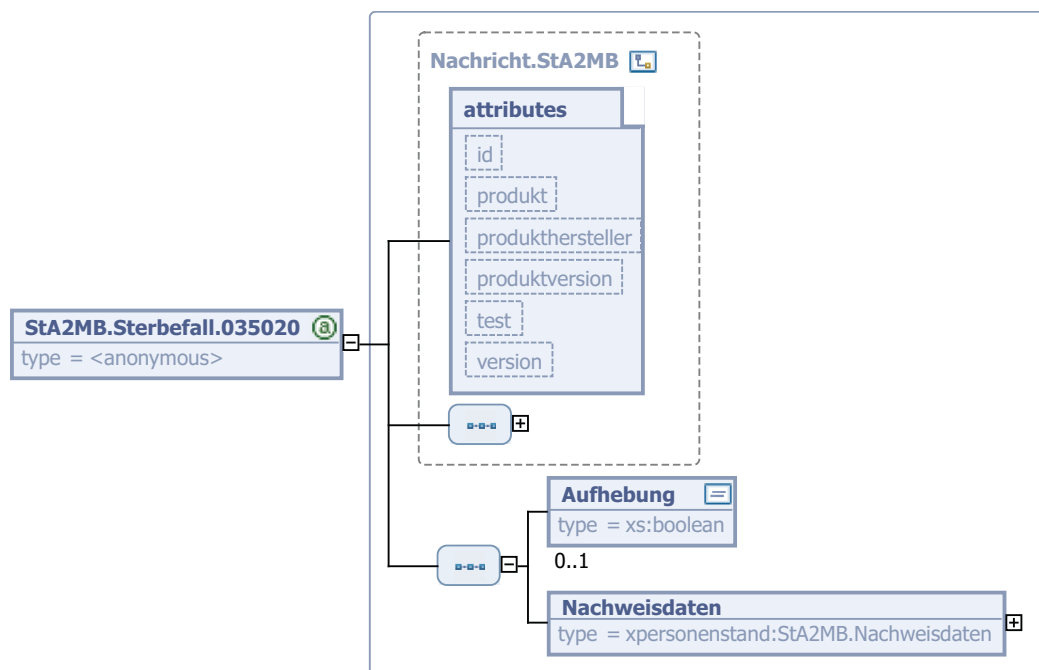 Nachricht.StA2MB
attributes
id
produkt
produkthersteller
produktversion
test
version
StA2MB.Sterbefall.035020
type = <anonymous>
Aufhebung
type = xs:boolean
0..1
Nachweisdaten
type = xpersonenstand:StA2MB.Nachweisdaten